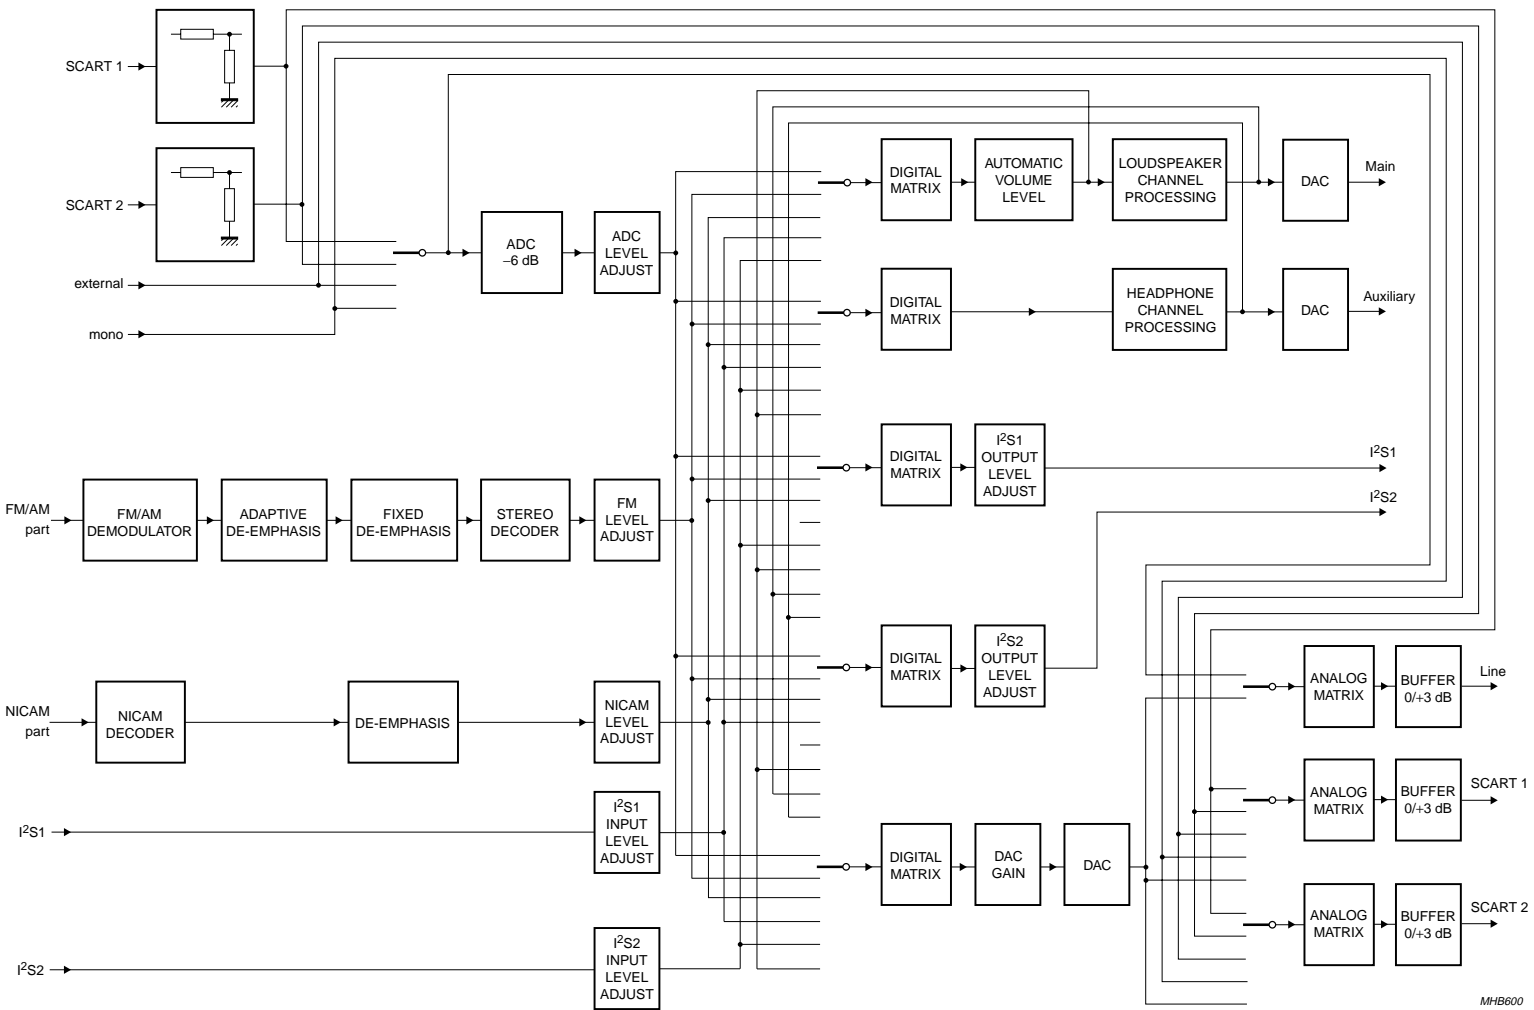 SCART 1
SCART 2
external
mono
ADC
–6 dB
ADC
LEVEL
ADJUST
DIGITAL
MATRIX
AUTOMATIC
VOLUME
LEVEL
LOUDSPEAKER
CHANNEL
PROCESSING
DAC
Main
DIGITAL
MATRIX
HEADPHONE
CHANNEL
PROCESSING
DAC
Auxiliary
DIGITAL
MATRIX
I²S1
OUTPUT
LEVEL
ADJUST
I²S1
I²S2
FM/AM
part
FM/AM
DEMODULATOR
ADAPTIVE
DE-EMPHASIS
FIXED
DE-EMPHASIS
STEREO
DECODER
FM
LEVEL
ADJUST
DIGITAL
MATRIX
I²S2
OUTPUT
LEVEL
ADJUST
NICAM
part
NICAM
DECODER
DE-EMPHASIS
NICAM
LEVEL
ADJUST
ANALOG
MATRIX
BUFFER
0/+3 dB
Line
I²S1
I²S1
INPUT
LEVEL
ADJUST
ANALOG
MATRIX
BUFFER
0/+3 dB
SCART 1
DIGITAL
MATRIX
DAC
GAIN
DAC
I²S2
I²S2
INPUT
LEVEL
ADJUST
ANALOG
MATRIX
BUFFER
0/+3 dB
SCART 2
MHB600